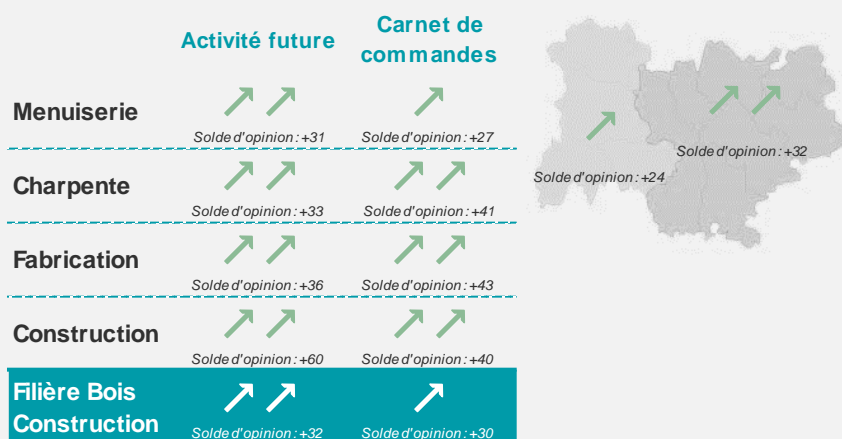 Activité future
Carnet de
commandes
Menuiserie
Solde d'opinion : +31
Solde d'opinion : +27
Charpente
Solde d'opinion : +33
Solde d'opinion : +41
Fabrication
Solde d'opinion : +36
Solde d'opinion : +43
Construction
Solde d'opinion : +60
Solde d'opinion : +40
Filière Bois
Construction
Solde d'opinion : +32
Solde d'opinion : +30
Solde d'opinion : +32
Solde d'opinion : +24